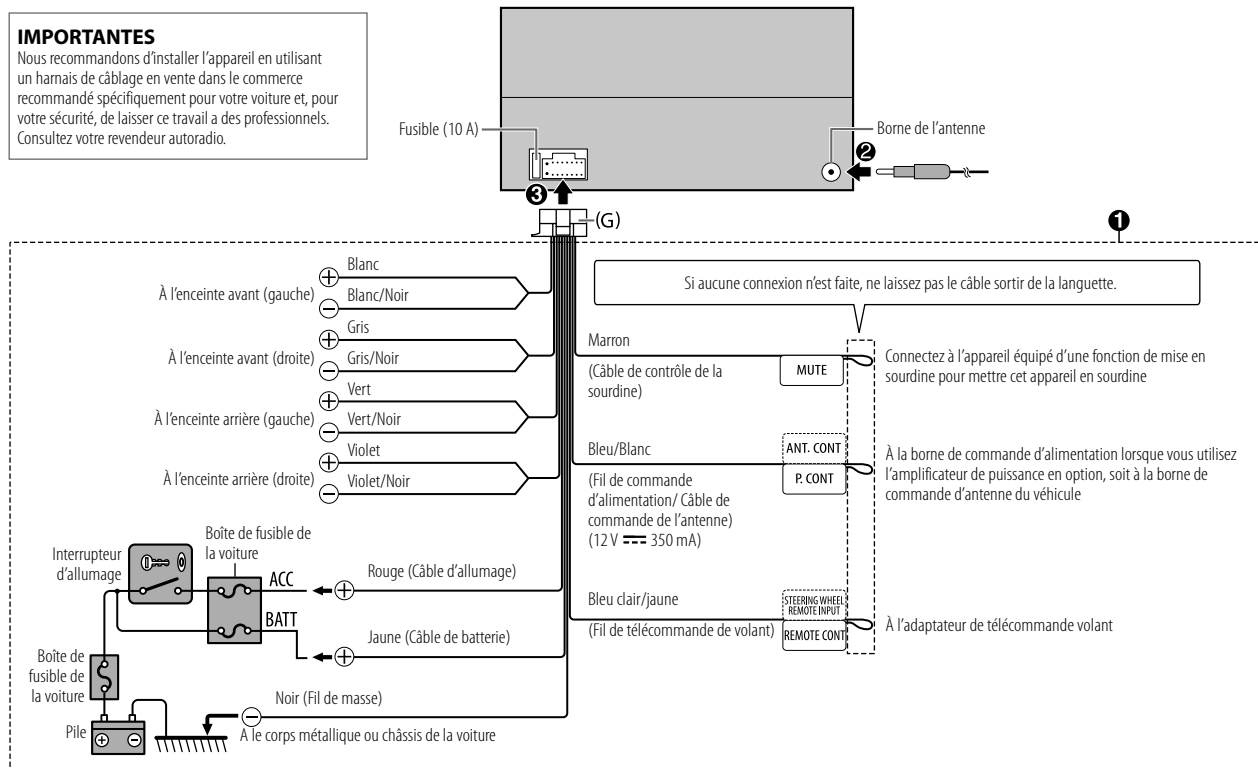 IMPORTANTES
Nous recommandons d'installer l'appareil en utilisant
un harnais de câblage en vente dans le commerce
recommandé spécifiquement pour votre voiture et, pour
votre sécurité, de laisser ce travail a des professionnels.
Consultez votre revendeur autoradio.
Fusible (10 A)
Borne de l'antenne
2
3
(G)
1
Blanc
À l'enceinte avant (gauche)
Blanc/Noir
Gris
À l'enceinte avant (droite)
Gris/Noir
Vert
À l'enceinte arrière (gauche)
Vert/Noir
Violet
À l'enceinte arrière (droite)
Violet/Noir
Si aucune connexion n'est faite, ne laissez pas le câble sortir de la languette.
Marron
(Câble de contrôle de la
sourdine)
MUTE
Connectez à l'appareil équipé d'une fonction de mise en
sourdine pour mettre cet appareil en sourdine
Bleu/Blanc
(Fil de commande
d'alimentation/ Câble de
commande de l'antenne)
(12 V ⎓ 350 mA)
ANT. CONT
P. CONT
À la borne de commande d'alimentation lorsque vous utilisez
l'amplificateur de puissance en option, soit à la borne de
commande d'antenne du véhicule
Bleu clair/jaune
(Fil de télécommande de volant)
STEERING WHEEL
REMOTE INPUT
REMOTE CONT
À l'adaptateur de télécommande volant
Interrupteur
d'allumage
Boîte de fusible de
la voiture
ACC
Rouge (Câble d'allumage)
BATT
Jaune (Câble de batterie)
Boîte de
fusible de
la voiture
Noir (Fil de masse)
Pile
A le corps métallique ou châssis de la voiture